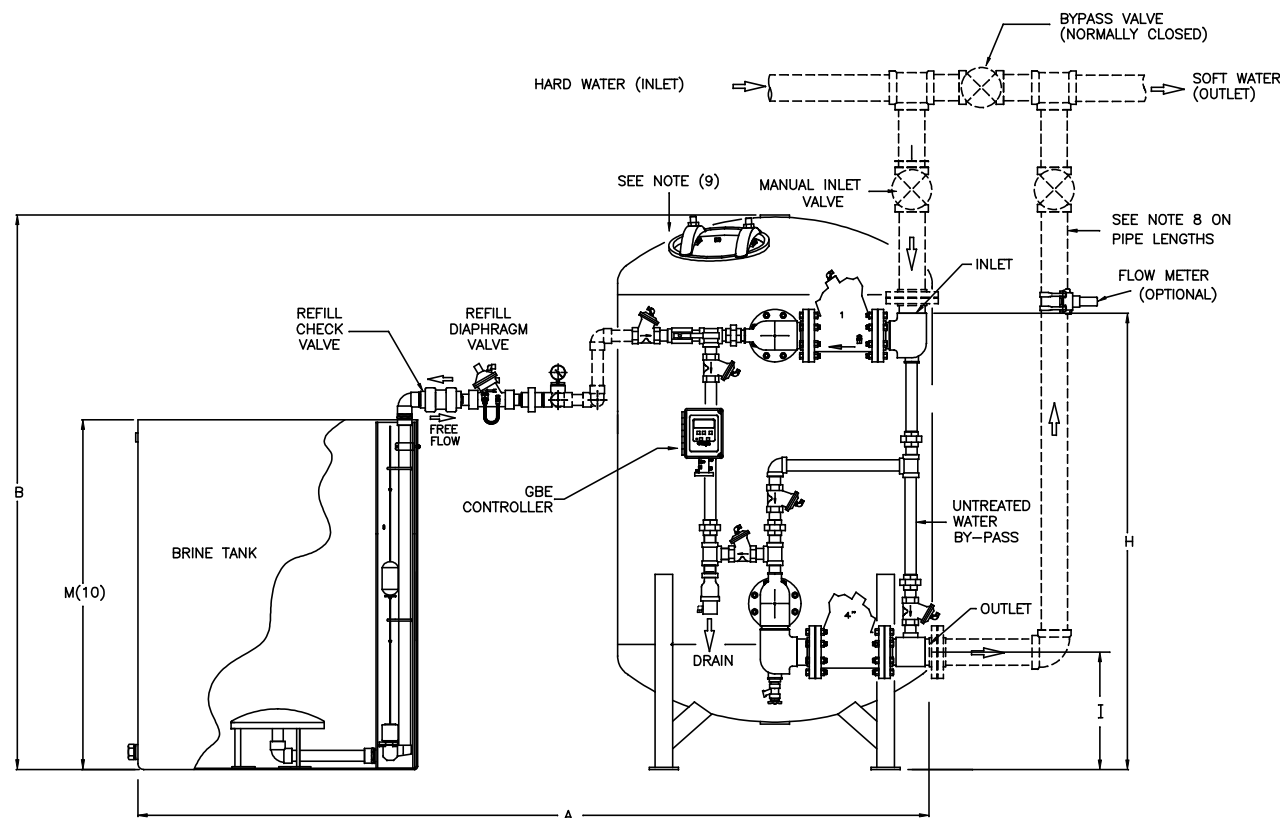 BYPASS VALVE
(NORMALLY CLOSED)
HARD WATER (INLET)
SOFT WATER
(OUTLET)
SEE NOTE (9)
MANUAL INLET
VALVE
SEE NOTE 8 ON
PIPE LENGTHS
INLET
FLOW METER
(OPTIONAL)
REFILL
CHECK
VALVE
REFILL
DIAPHRAGM
VALVE
1
FREE
FLOW
B
GBE
CONTROLLER
UNTREATED
WATER
BY-PASS
H
BRINE TANK
M(10)
4"
OUTLET
DRAIN
I
A